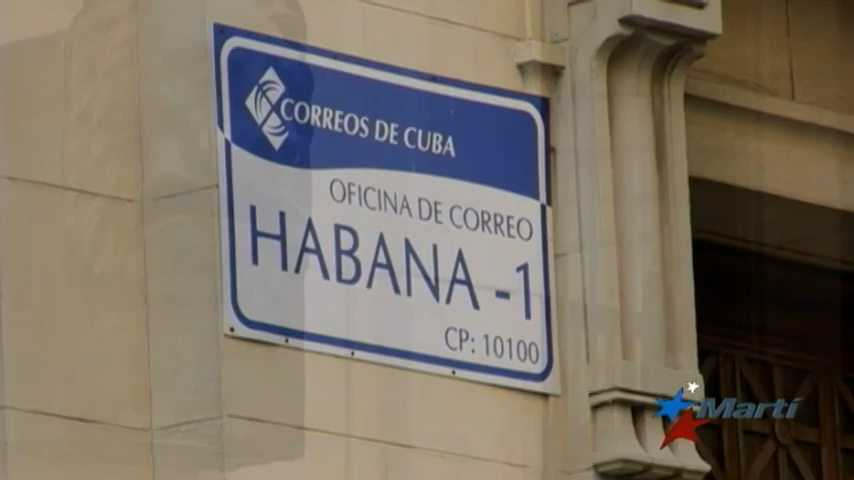 CORREOS DE CUBA
OFICINA DE CORREO
HABANA -1
CP: 10100
Martí